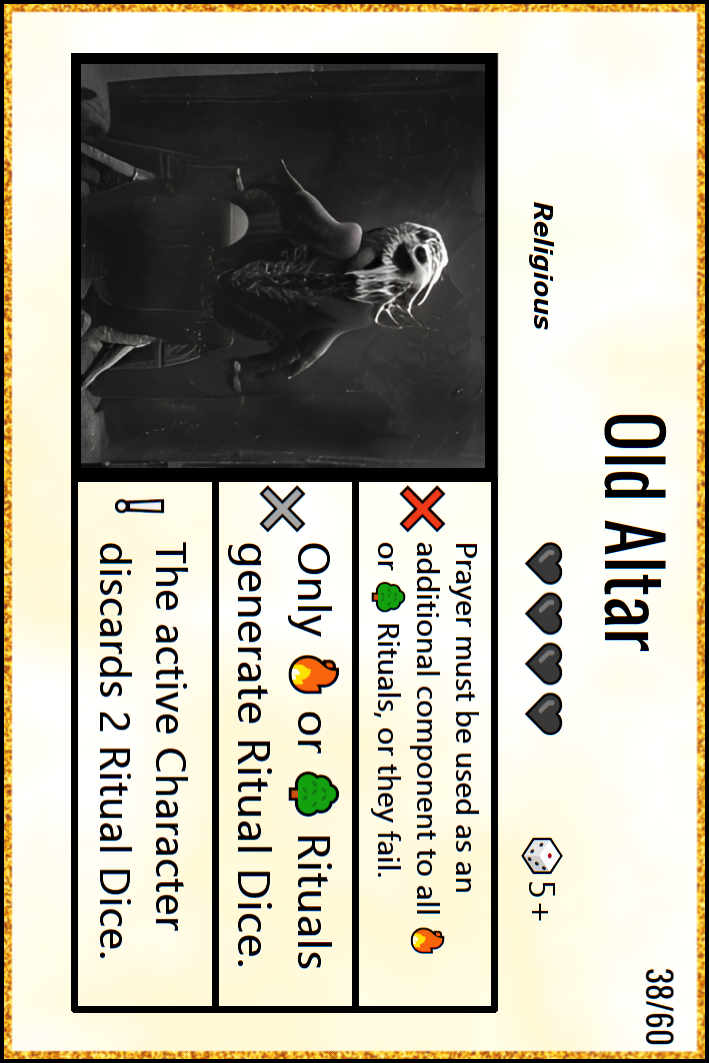 38/60
Old Altar
Religious
🖤🖤🖤🖤
🎲5+
❌ Prayer must be used as an
additional component to all 🔥
or 🌳 Rituals, or they fail.
✖ Only 🔥 or 🌳 Rituals
generate Ritual Dice.
! The active Character
discards 2 Ritual Dice.